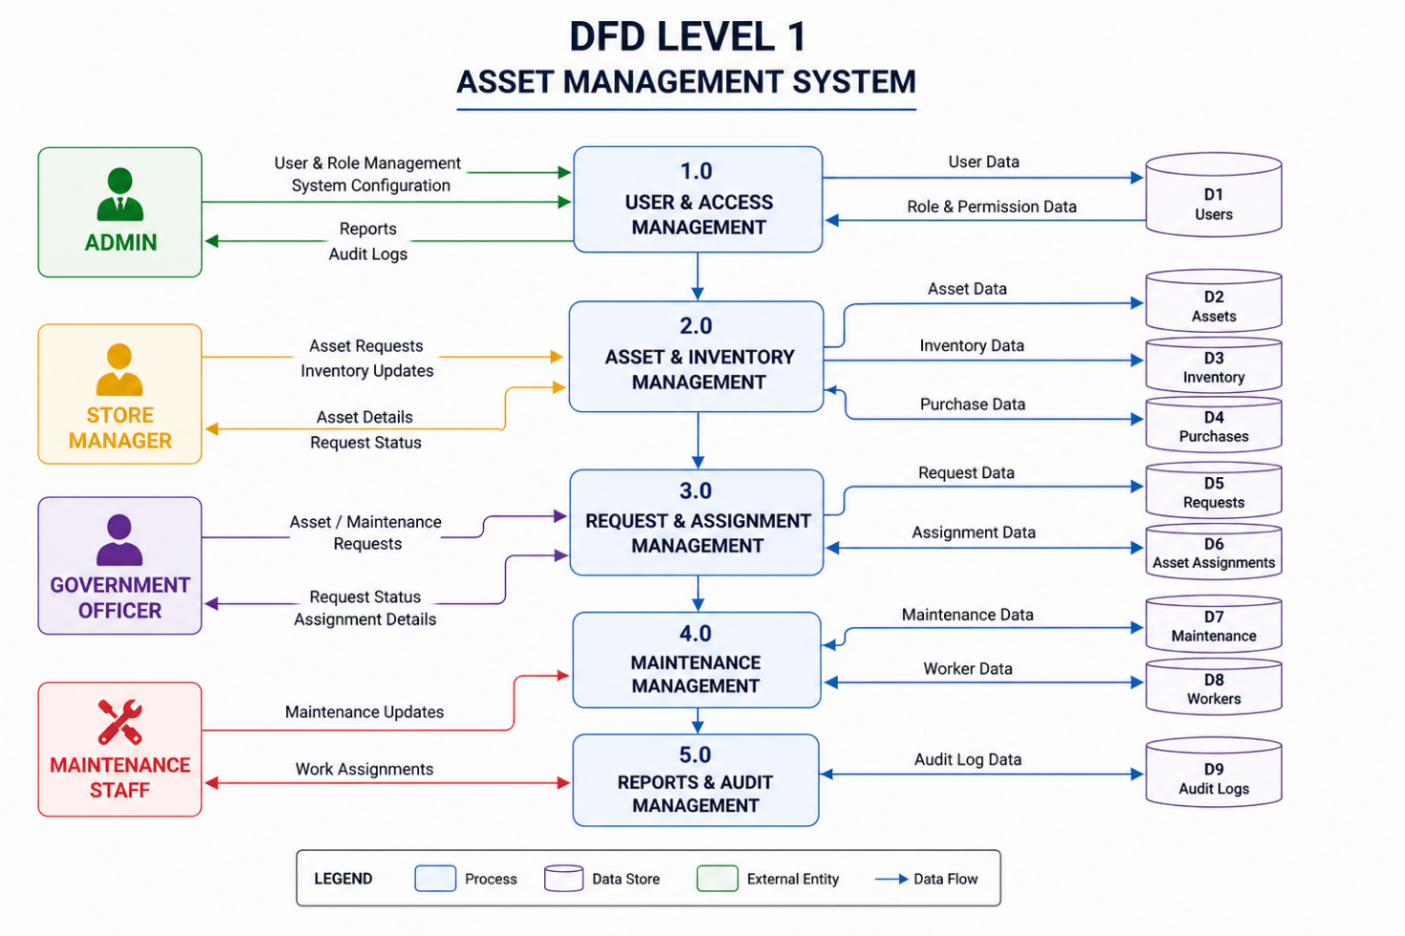 DFD LEVEL 1
ASSET MANAGEMENT SYSTEM
ADMIN
User & Role Management
System Configuration
Reports
Audit Logs
1.0
USER & ACCESS
MANAGEMENT
User Data
Role & Permission Data
D1
Users
STORE
MANAGER
Asset Requests
Inventory Updates
Asset Details
Request Status
2.0
ASSET & INVENTORY
MANAGEMENT
Asset Data
Inventory Data
Purchase Data
D2
Assets
D3
Inventory
D4
Purchases
GOVERNMENT
OFFICER
Asset / Maintenance
Requests
Request Status
Assignment Details
3.0
REQUEST & ASSIGNMENT
MANAGEMENT
Request Data
Assignment Data
D5
Requests
D6
Asset Assignments
MAINTENANCE
STAFF
Maintenance Updates
Work Assignments
4.0
MAINTENANCE
MANAGEMENT
Maintenance Data
Worker Data
D7
Maintenance
D8
Workers
5.0
REPORTS & AUDIT
MANAGEMENT
Audit Log Data
D9
Audit Logs
LEGEND
Process
Data Store
External Entity
Data Flow